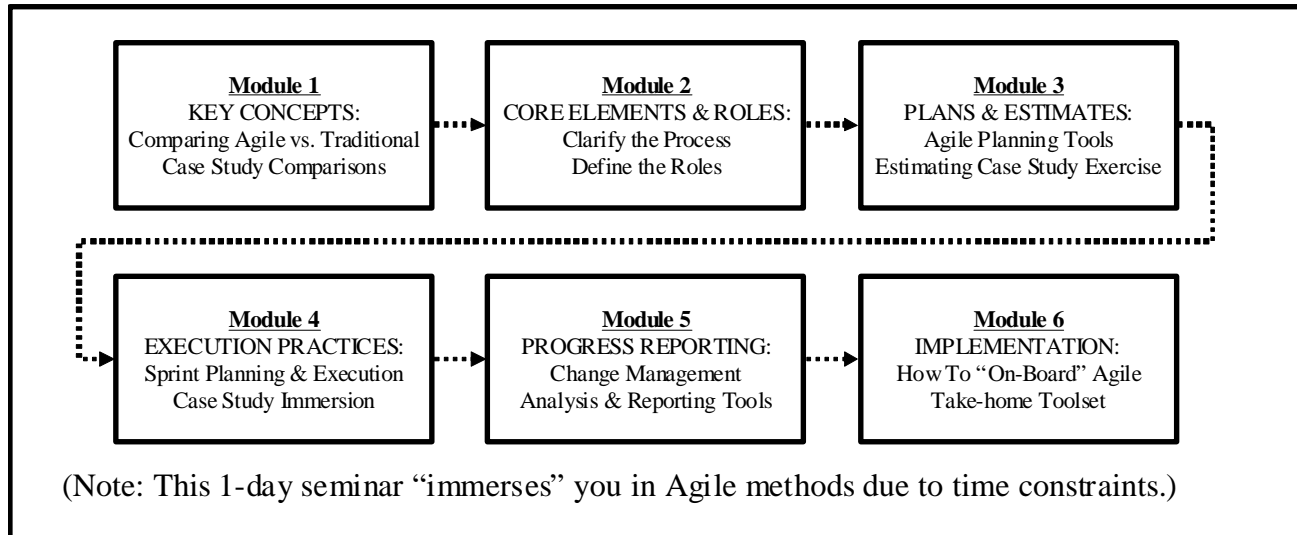 Module 1
KEY CONCEPTS:
Comparing Agile vs. Traditional
Case Study Comparisons
Module 2
CORE ELEMENTS & ROLES:
Clarify the Process
Define the Roles
Module 3
PLANS & ESTIMATES:
Agile Planning Tools
Estimating Case Study Exercise
Module 4
EXECUTION PRACTICES:
Sprint Planning & Execution
Case Study Immersion
Module 5
PROGRESS REPORTING:
Change Management
Analysis & Reporting Tools
Module 6
IMPLEMENTATION:
How To “On-Board” Agile
Take-home Toolset
(Note: This 1-day seminar “immerses” you in Agile methods due to time constraints.)